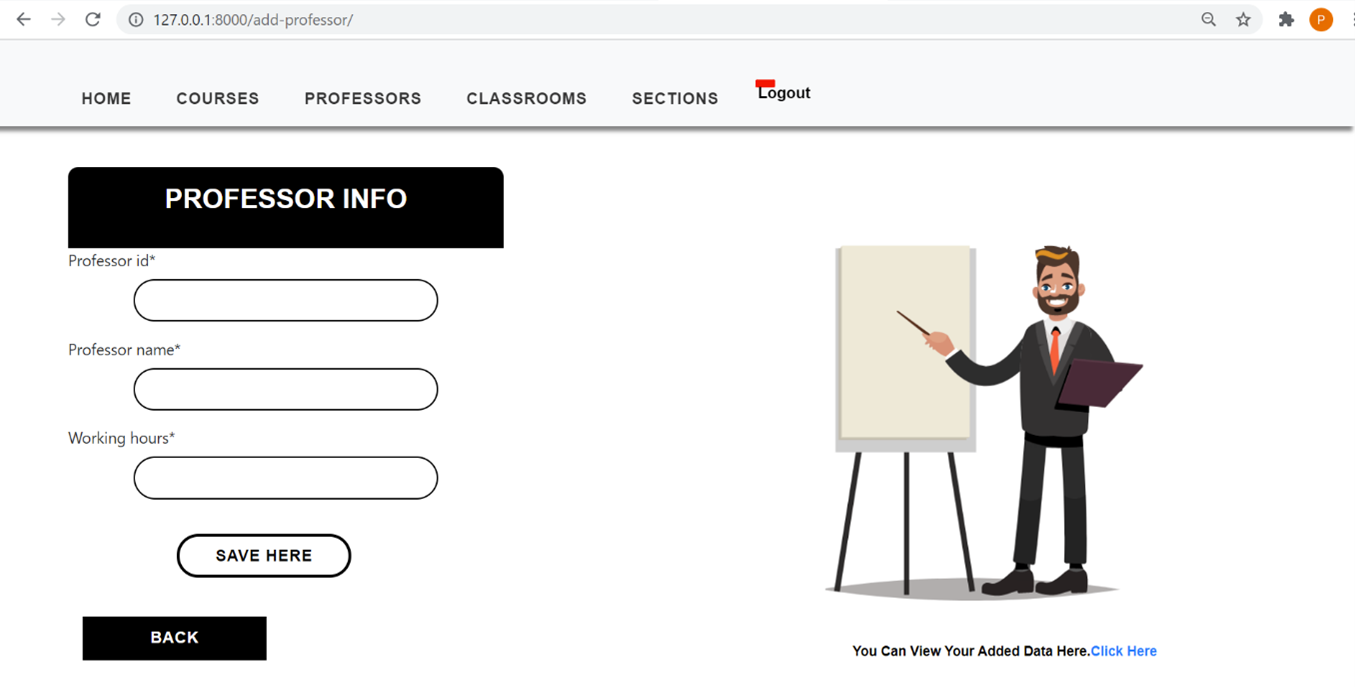 127.0.0.1:8000/add-professor/
P
HOME COURSES PROFESSORS CLASSROOMS SECTIONS Logout
PROFESSOR INFO
Professor id*
Professor name*
Working hours*
SAVE HERE
BACK
You Can View Your Added Data Here.Click Here